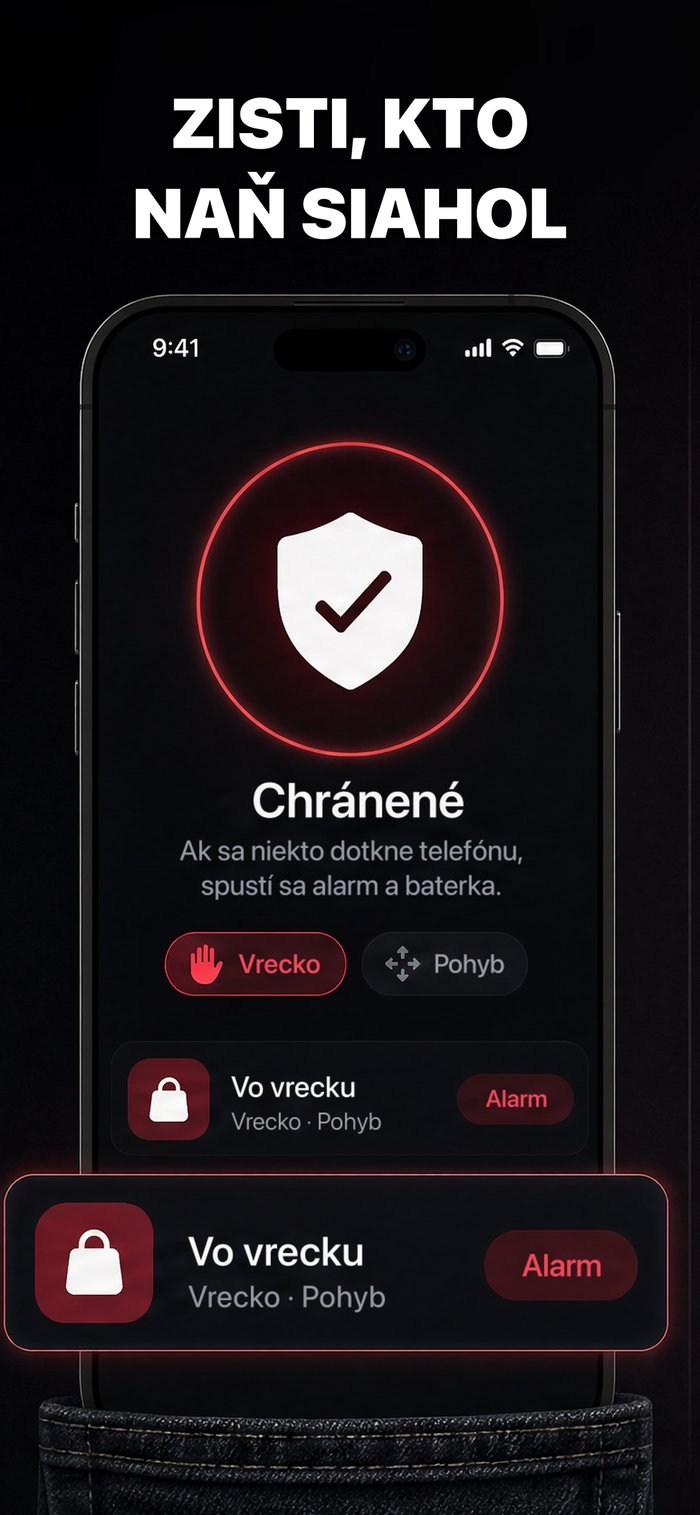 ZISTI, KTO
NAŇ SIAHOL
9:41
Chránené
Ak sa niekto dotkne telefónu,
spustí sa alarm a baterka.
Vrecko
Pohyb
Vo vrecku
Vrecko · Pohyb
Alarm
Vo vrecku
Vrecko · Pohyb
Alarm